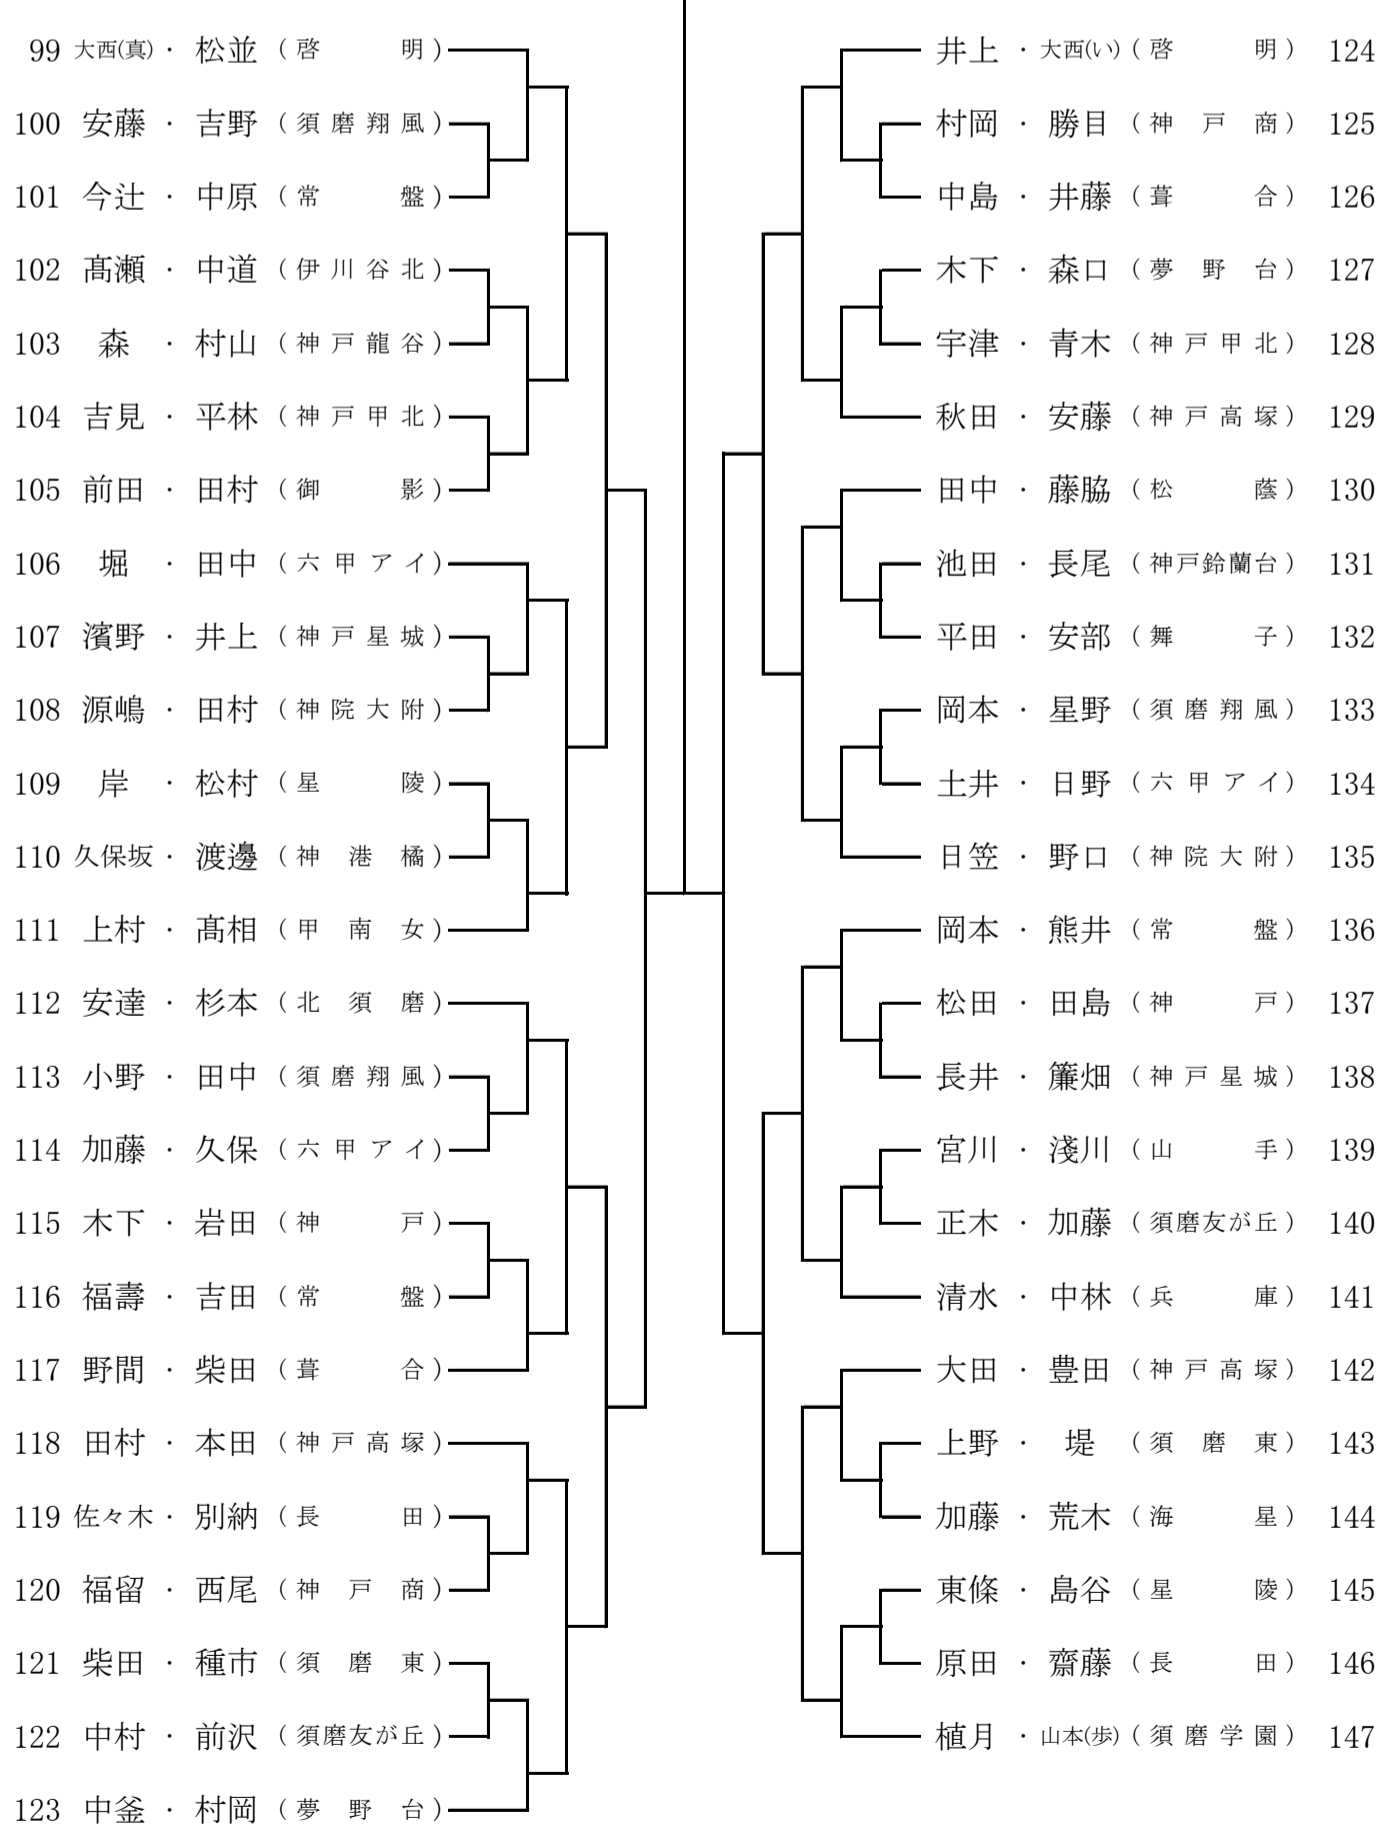 99 大西(真)・ 松並 (啓 明)
100 安藤 ・ 吉野 (須磨翔風)
101 今辻 ・ 中原 (常 盤)
102 髙瀬 ・ 中道 (伊川谷北)
103 森 ・ 村山 (神戸龍谷)
104 吉見 ・ 平林 (神戸甲北)
105 前田 ・ 田村 (御 影)
106 堀 ・ 田中 (六甲アイ)
107 濱野 ・ 井上 (神戸星城)
108 源嶋 ・ 田村 (神院大附)
109 岸 ・ 松村 (星 陵)
110 久保坂 ・ 渡邊 (神港橘)
111 上村 ・ 髙相 (甲南女)
112 安達 ・ 杉本 (北須磨)
113 小野 ・ 田中 (須磨翔風)
114 加藤 ・ 久保 (六甲アイ)
115 木下 ・ 岩田 (神 戸)
116 福壽 ・ 吉田 (常 盤)
117 野間 ・ 柴田 (葺 合)
118 田村 ・ 本田 (神戸高塚)
119 佐々木 ・ 別納 (長 田)
120 福留 ・ 西尾 (神戸商)
121 柴田 ・ 種市 (須磨東)
122 中村 ・ 前沢 (須磨友が丘)
123 中釜 ・ 村岡 (夢野台)
井上 ・ 大西(い) (啓 明) 124
村岡 ・ 勝目 (神戸商) 125
中島 ・ 井藤 (葺 合) 126
木下 ・ 森口 (夢野台) 127
宇津 ・ 青木 (神戸甲北) 128
秋田 ・ 安藤 (神戸高塚) 129
田中 ・ 藤脇 (松 蔭) 130
池田 ・ 長尾 (神戸鈴蘭台) 131
平田 ・ 安部 (舞 子) 132
岡本 ・ 星野 (須磨翔風) 133
土井 ・ 日野 (六甲アイ) 134
日笠 ・ 野口 (神院大附) 135
岡本 ・ 熊井 (常 盤) 136
松田 ・ 田島 (神 戸) 137
長井 ・ 簾畑 (神戸星城) 138
宮川 ・ 淺川 (山 手) 139
正木 ・ 加藤 (須磨友が丘) 140
清水 ・ 中林 (兵 庫) 141
大田 ・ 豊田 (神戸高塚) 142
上野 ・ 堤 (須磨東) 143
加藤 ・ 荒木 (海 星) 144
東條 ・ 島谷 (星 陵) 145
原田 ・ 齋藤 (長 田) 146
植月 ・ 山本(歩) (須磨学園) 147